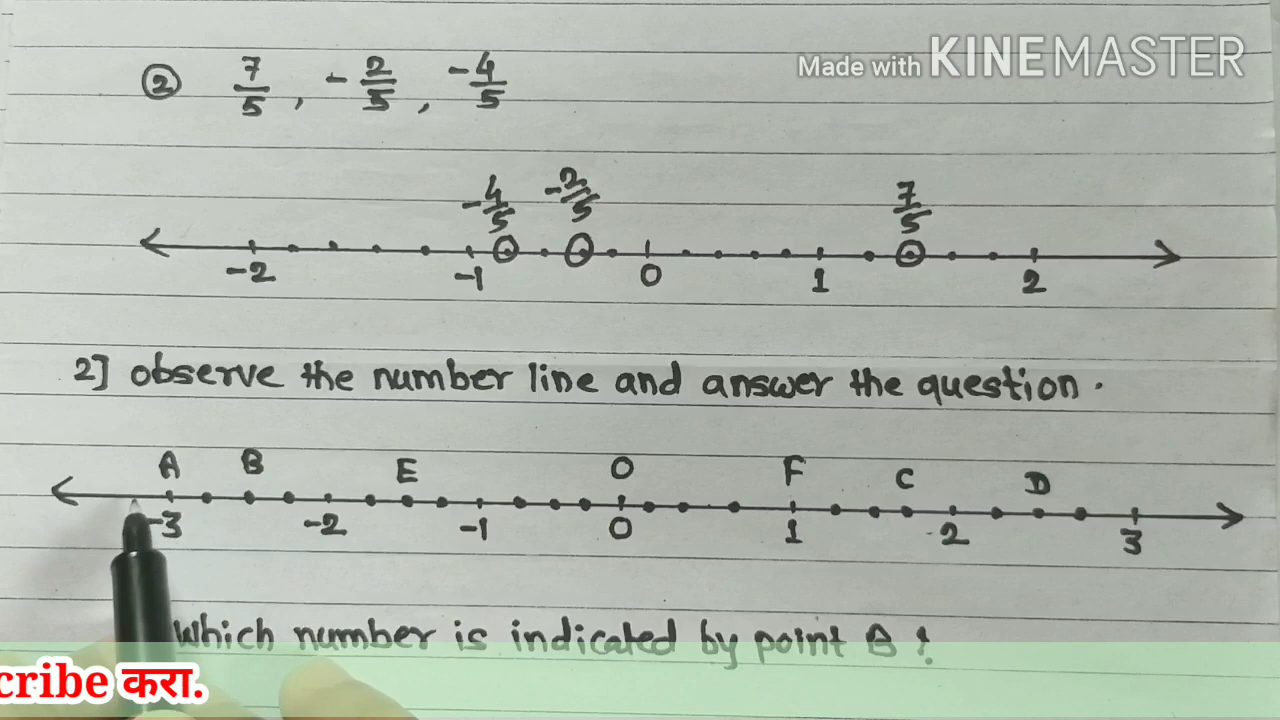 Made with KINEMASTER
② 7/5, -2/5, -4/5
-4/5 -2/5 7/5
-2 -1 0 1 2
2] observe the number line and answer the question.
A B E O F C D
-3 -2 -1 0 1 2 3
Which number is indicated by point B?
cribe करा.